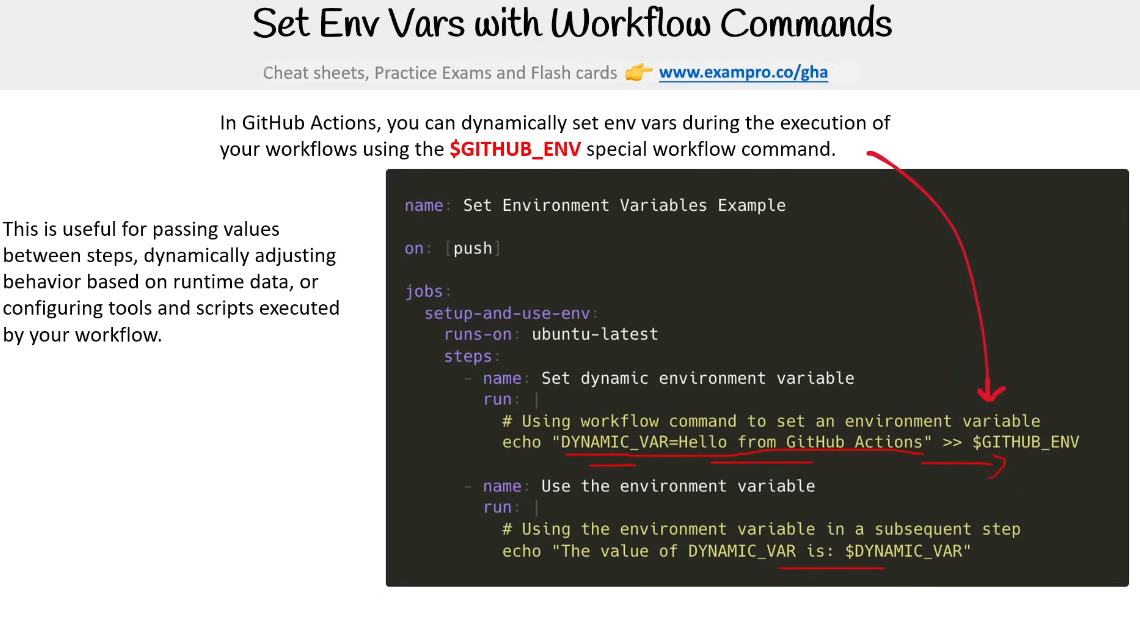 Set Env Vars with Workflow Commands
Cheat sheets, Practice Exams and Flash cards 👉 www.exampro.co/gha
In GitHub Actions, you can dynamically set env vars during the execution of
your workflows using the $GITHUB_ENV special workflow command.
This is useful for passing values
between steps, dynamically adjusting
behavior based on runtime data, or
configuring tools and scripts executed
by your workflow.
name: Set Environment Variables Example
on: [push]
jobs:
  setup-and-use-env:
    runs-on: ubuntu-latest
    steps:
      - name: Set dynamic environment variable
        run: |
          # Using workflow command to set an environment variable
          echo "DYNAMIC_VAR=Hello from GitHub Actions" >> $GITHUB_ENV
      - name: Use the environment variable
        run: |
          # Using the environment variable in a subsequent step
          echo "The value of DYNAMIC_VAR is: $DYNAMIC_VAR"